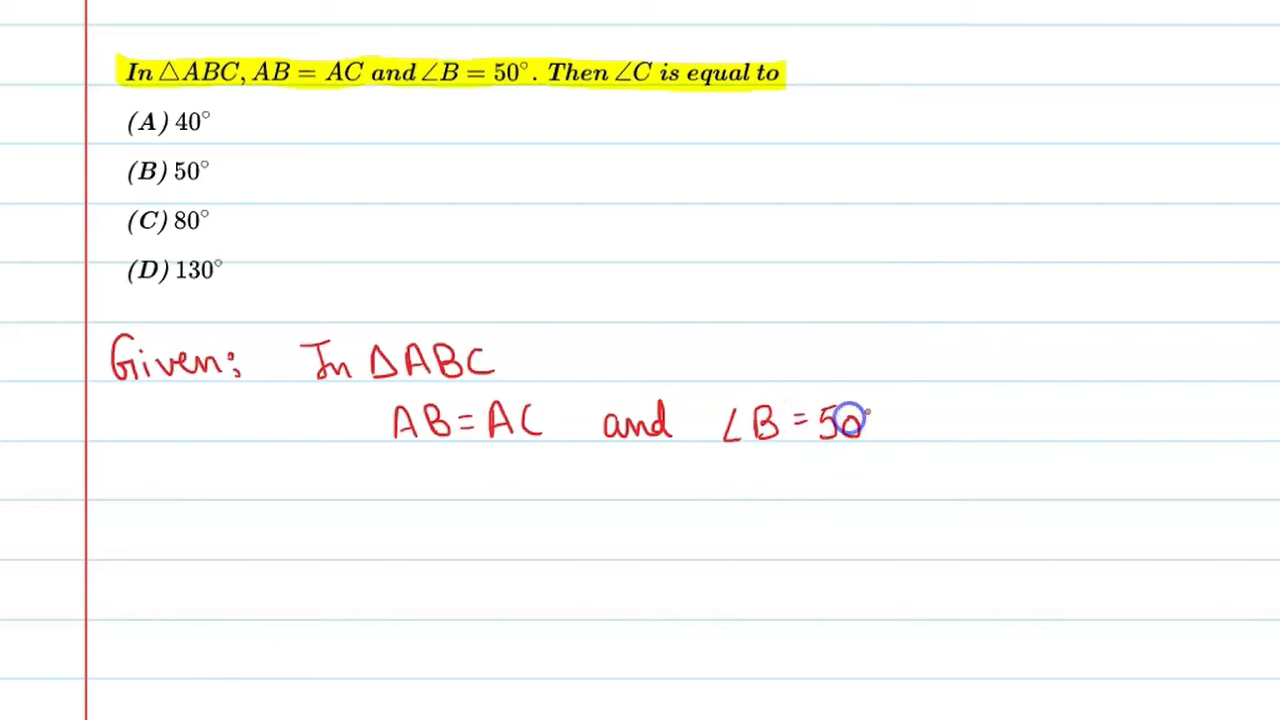 In △ABC, AB = AC and ∠B = 50°. Then ∠C is equal to
(A) 40°
(B) 50°
(C) 80°
(D) 130°
Given: In △ABC
AB = AC and ∠B = 50°